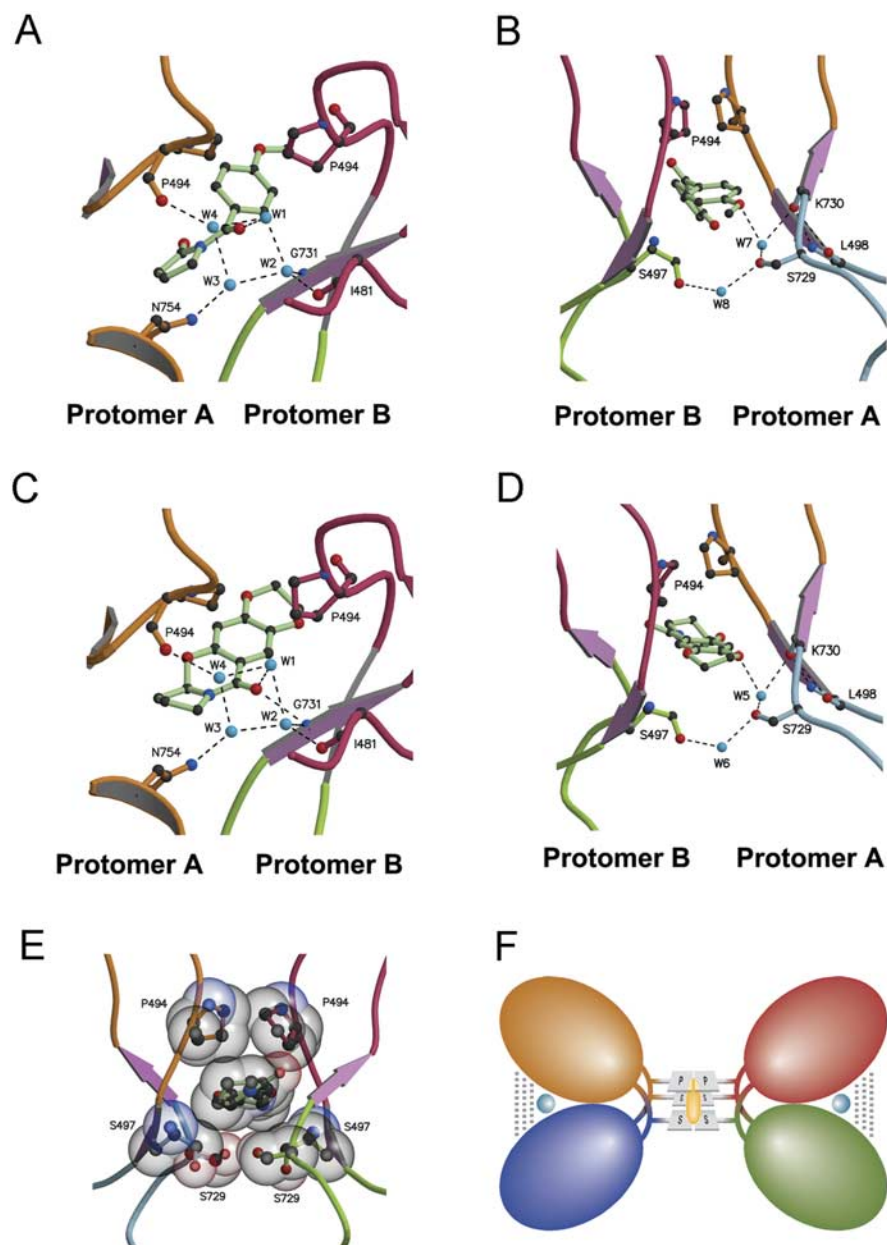 A
P494
P494
W4
W1
W2
G731
W3
I481
N754
Protomer A Protomer B
B
P494
K730
W7
L498
S497
S729
W8
Protomer B Protomer A
C
P494
P494
W4
W1
W2
G731
W3
I481
N754
Protomer A Protomer B
D
P494
K730
W5
L498
S497
S729
W6
Protomer B Protomer A
E
P494
P494
S497
S497
S729
S729
F
P P
S S